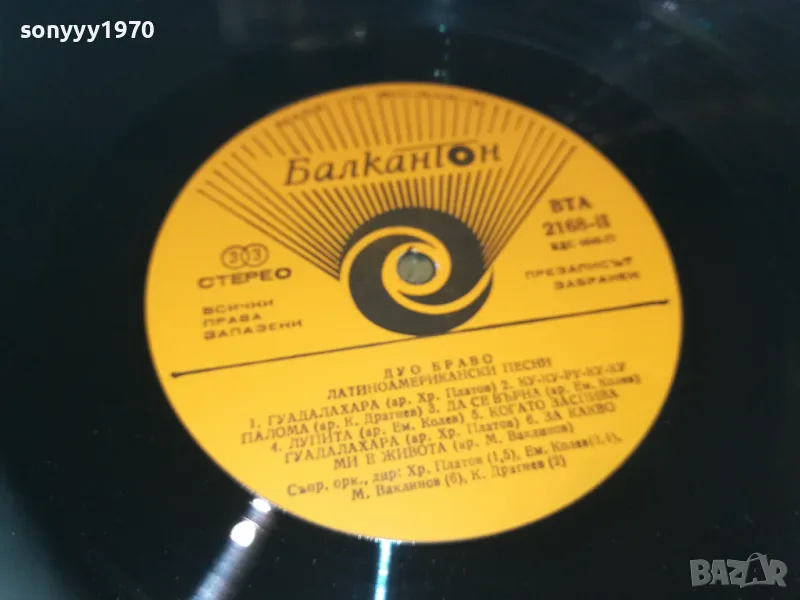 sonyyy1970
Балкантон
ВТА
2168-II
33
СТЕРЕО
ВСИЧКИ
ПРАВА
ЗАПАЗЕНИ
ПРЕЗАПИСЪТ
ЗАБРАНЕН
ДУО БРАВО
ЛАТИНОАМЕРИКАНСКИ ПЕСНИ
1. ГУАДАЛАХАРА (ар. Хр. Платов) 2. КУ-КУ-РУ-КУ-КУ
ПАЛОМА (ар. К. Драгнев) 3. ДА СЕ ВЪРНА (ар. Ем. Колев)
4. ЛУПИТА (ар. Ем. Колев) 5. КОГАТО ЗАСПИВА
ГУАДАЛАХАРА (ар. Хр. Платов) 6. ЗА КАКВО
МИ Е ЖИВОТА (ар. М. Ваклинов)
Съпр. орк., дир: Хр. Платов (1,5), Ем. Колев (3,4),
М. Ваклинов (6), К. Драгнев (2)
BAZAR